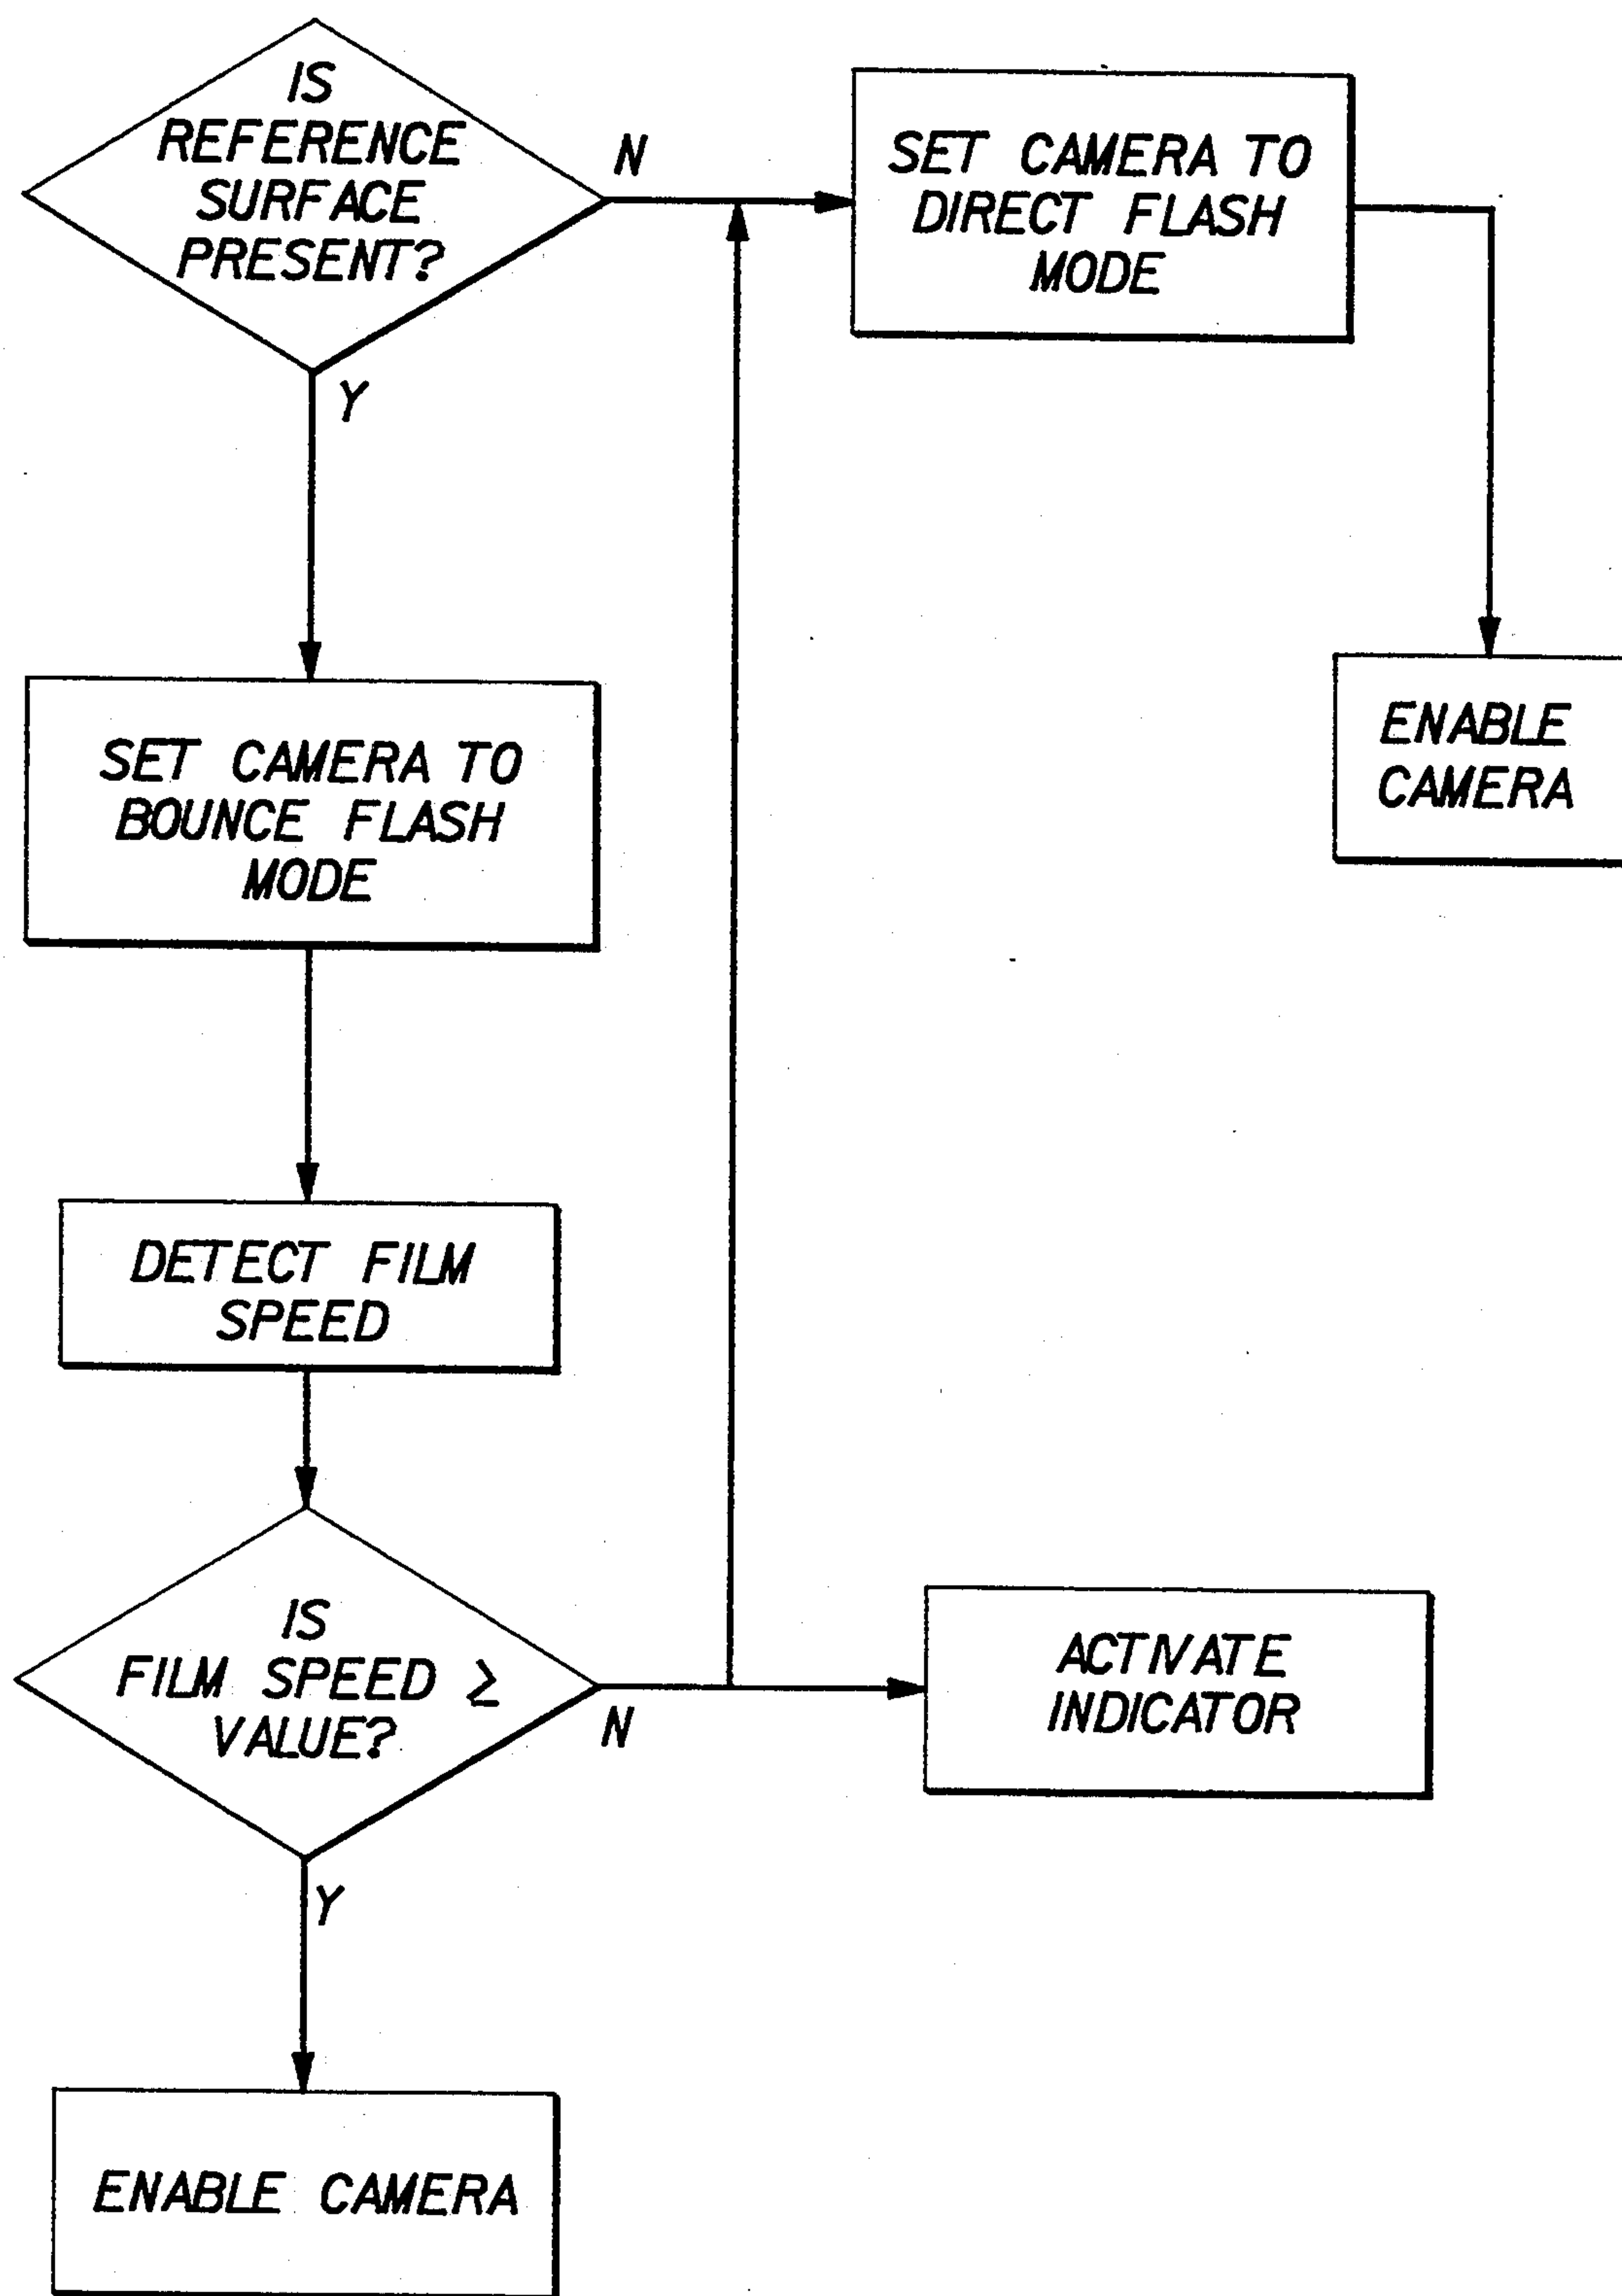 IS
REFERENCE
SURFACE
PRESENT?
N
Y
SET CAMERA TO
DIRECT FLASH
MODE
ENABLE
CAMERA
SET CAMERA TO
BOUNCE FLASH
MODE
DETECT FILM
SPEED
IS
FILM SPEED ≥
VALUE?
N
Y
ACTIVATE
INDICATOR
ENABLE CAMERA